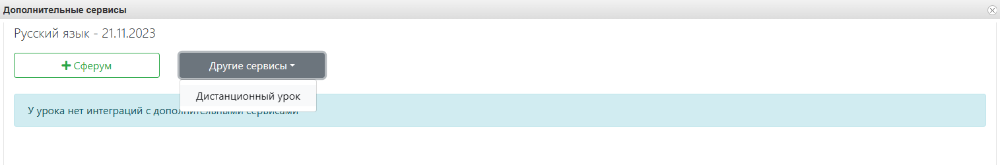 Дополнительные сервисы
Русский язык - 21.11.2023
Сферум
Другие сервисы
Дистанционный урок
У урока нет интеграций с дополнительными сервисами